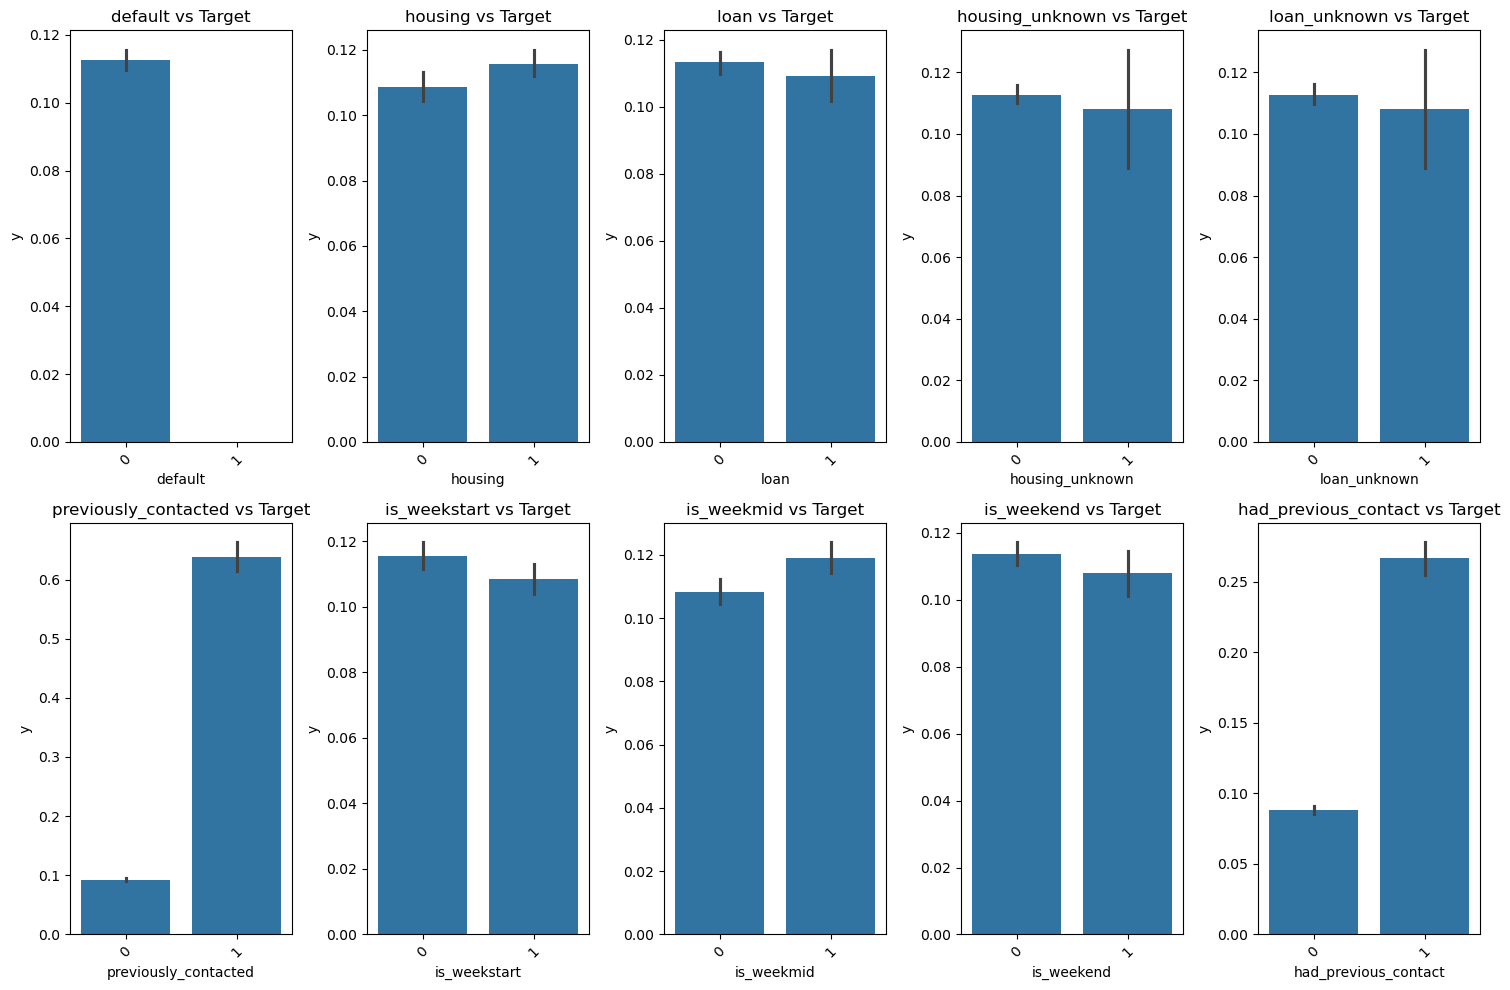 default vs Target
housing vs Target
loan vs Target
housing_unknown vs Target
loan_unknown vs Target
0.12
0.10
0.08
0.06
0.04
0.02
0.00
y
0
1
default
0.12
0.10
0.08
0.06
0.04
0.02
0.00
y
0
1
housing
0.12
0.10
0.08
0.06
0.04
0.02
0.00
y
0
1
loan
0.12
0.10
0.08
0.06
0.04
0.02
0.00
y
0
1
housing_unknown
0.12
0.10
0.08
0.06
0.04
0.02
0.00
y
0
1
loan_unknown
previously_contacted vs Target
is_weekstart vs Target
is_weekmid vs Target
is_weekend vs Target
had_previous_contact vs Target
0.6
0.5
0.4
0.3
0.2
0.1
0.0
y
0
1
previously_contacted
0.12
0.10
0.08
0.06
0.04
0.02
0.00
y
0
1
is_weekstart
0.12
0.10
0.08
0.06
0.04
0.02
0.00
y
0
1
is_weekmid
0.12
0.10
0.08
0.06
0.04
0.02
0.00
y
0
1
is_weekend
0.25
0.20
0.15
0.10
0.05
0.00
y
0
1
had_previous_contact